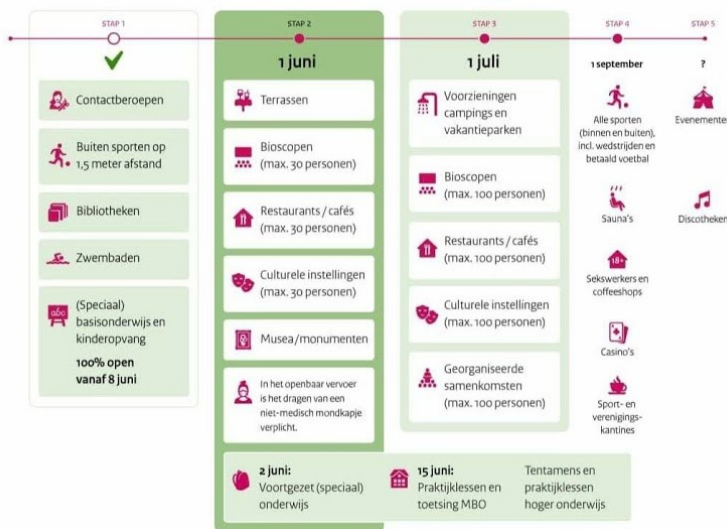 STAP 1
Contactberoepen
Buiten sporten op
1,5 meter afstand
Bibliotheken
Zwembaden
abc
(Speciaal)
basisonderwijs en
kinderopvang
100% open
vanaf 8 juni
STAP 2
1 juni
Terrassen
Bioscopen
(max. 30 personen)
Restaurants / cafés
(max. 30 personen)
Culturele instellingen
(max. 30 personen)
Musea/monumenten
In het openbaar vervoer
is het dragen van een
niet-medisch mondkapje
verplicht.
STAP 3
1 juli
Voorzieningen
campings en
vakantieparken
Bioscopen
(max. 100 personen)
Restaurants / cafés
(max. 100 personen)
Culturele instellingen
(max. 100 personen)
Georganiseerde
samenkomsten
(max. 100 personen)
STAP 4
1 september
Alle sporten
(binnen en buiten),
incl. wedstrijden en
betaald voetbal
Sauna's
18+
Sekswerkers en
coffeeshops
Casino's
Sport- en
verenigings-
kantines
STAP 5
?
Evenemente
Discotheken
2 juni:
Voortgezet (speciaal)
onderwijs
15 juni:
Praktijklessen en
toetsing MBO
Tentamens en
praktijklessen
hoger onderwijs